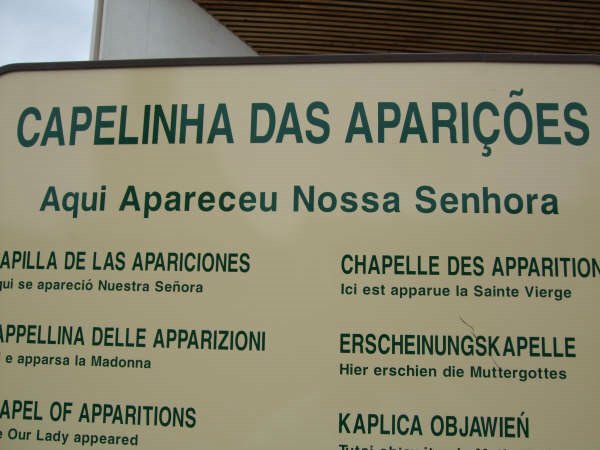 CAPELINHA DAS APARIÇÕES
Aqui Apareceu Nossa Senhora
APILLA DE LAS APARICIONES
qui se apareció Nuestra Señora
CHAPELLE DES APPARITION
Ici est apparue la Sainte Vierge
APPELLINA DELLE APPARIZIONI
e apparsa la Madonna
ERSCHEINUNGSKAPELLE
Hier erschien die Muttergottes
APEL OF APPARITIONS
Our Lady appeared
KAPLICA OBJAWIEŃ